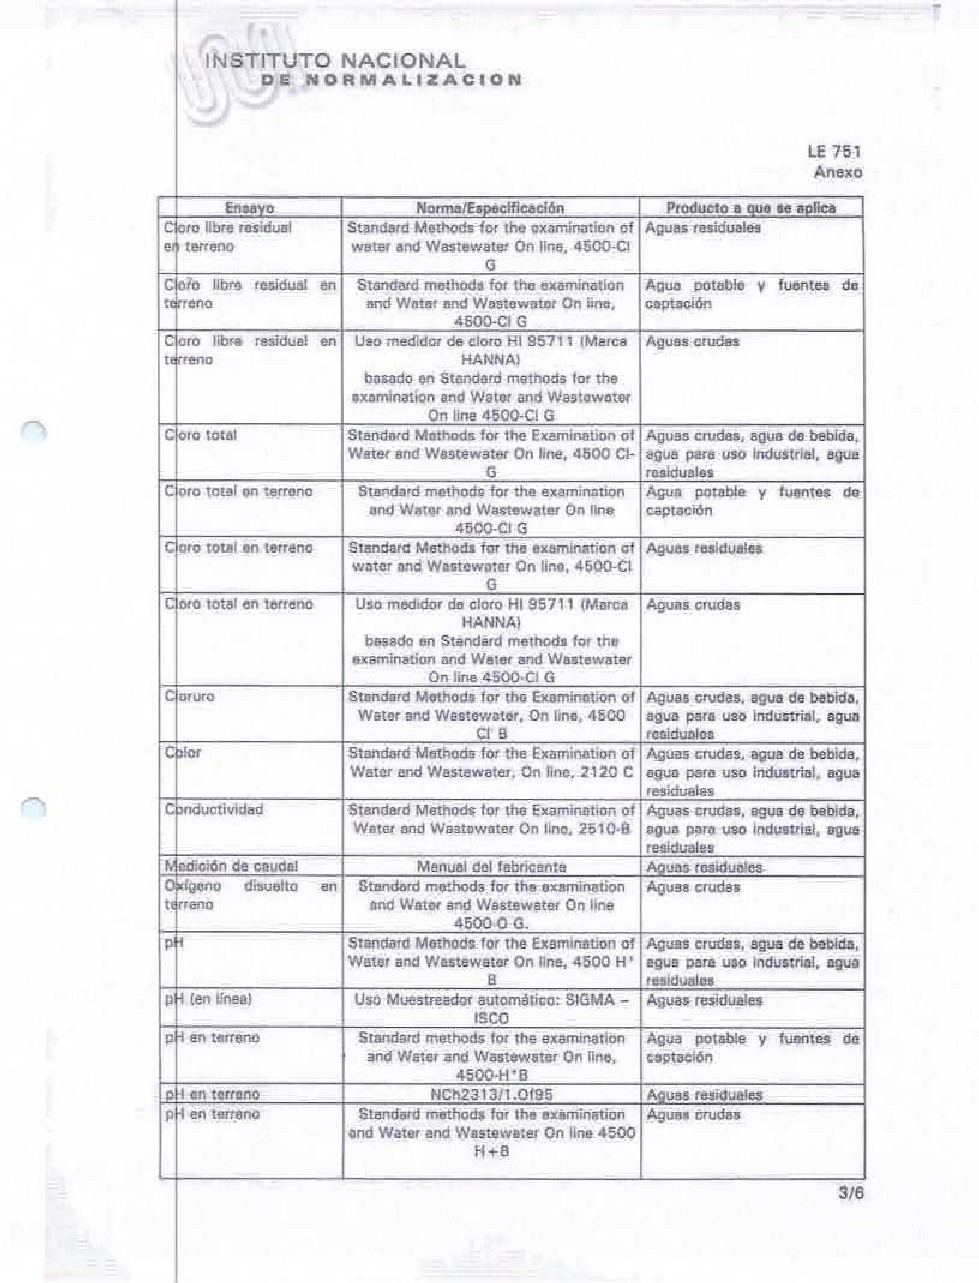 INSTITUTO NACIONAL
DE NORMALIZACION
LE 751
Anexo
Ensayo Norma/Especificación Producto a que se aplica
Cloro libre residual Standard Methods for the examination of Aguas residuales
en terreno water and Wastewater On line, 4500-Cl
G
Cloro libre residual en Standard methods for the examination Agua potable y fuentes de
terreno and Water and Wastewater On line, captación
4500-Cl G
Cloro libre residual en Uso medidor de cloro HI 95711 (Marca Aguas crudas
terreno HANNA)
basado en Standard methods for the
examination and Water and Wastewater
On line 4500-Cl G
Cloro total Standard Methods for the Examination of Aguas crudas, agua de bebida,
Water and Wastewater On line, 4500 Cl- agua para uso industrial, agua
G residuales
Cloro total en terreno Standard methods for the examination Agua potable y fuentes de
and Water and Wastewater On line captación
4500-Cl G
Cloro total en terreno Standard Methods for the examination of Aguas residuales
water and Wastewater On line, 4500-Cl
G
Cloro total en terreno Uso medidor de cloro HI 95711 (Marca Aguas crudas
HANNA)
basado en Standard methods for the
examination and Water and Wastewater
On line 4500-Cl G
Cloruro Standard Methods for the Examination of Aguas crudas, agua de bebida,
Water and Wastewater, On line, 4500 agua para uso industrial, agua
Cl⁻ B residuales
Color Standard Methods for the Examination of Aguas crudas, agua de bebida,
Water and Wastewater, On line, 2120 C agua para uso industrial, agua
residuales
Conductividad Standard Methods for the Examination of Aguas crudas, agua de bebida,
Water and Wastewater On line, 2510-B agua para uso industrial, agua
residuales
Medición de caudal Manual del fabricante Aguas residuales
Oxígeno disuelto en Standard methods for the examination Aguas crudas
terreno and Water and Wastewater On line
4500-O G.
pH Standard Methods for the Examination of Aguas crudas, agua de bebida,
Water and Wastewater On line, 4500 H⁺ agua para uso industrial, agua
B residuales
pH (en línea) Uso Muestreador automático: SIGMA – Aguas residuales
ISCO
pH en terreno Standard methods for the examination Agua potable y fuentes de
and Water and Wastewater On line, captación
4500-H⁺B
pH en terreno NCh2313/1.Of95 Aguas residuales
pH en terreno Standard methods for the examination Aguas crudas
and Water and Wastewater On line 4500
H+B
3/6